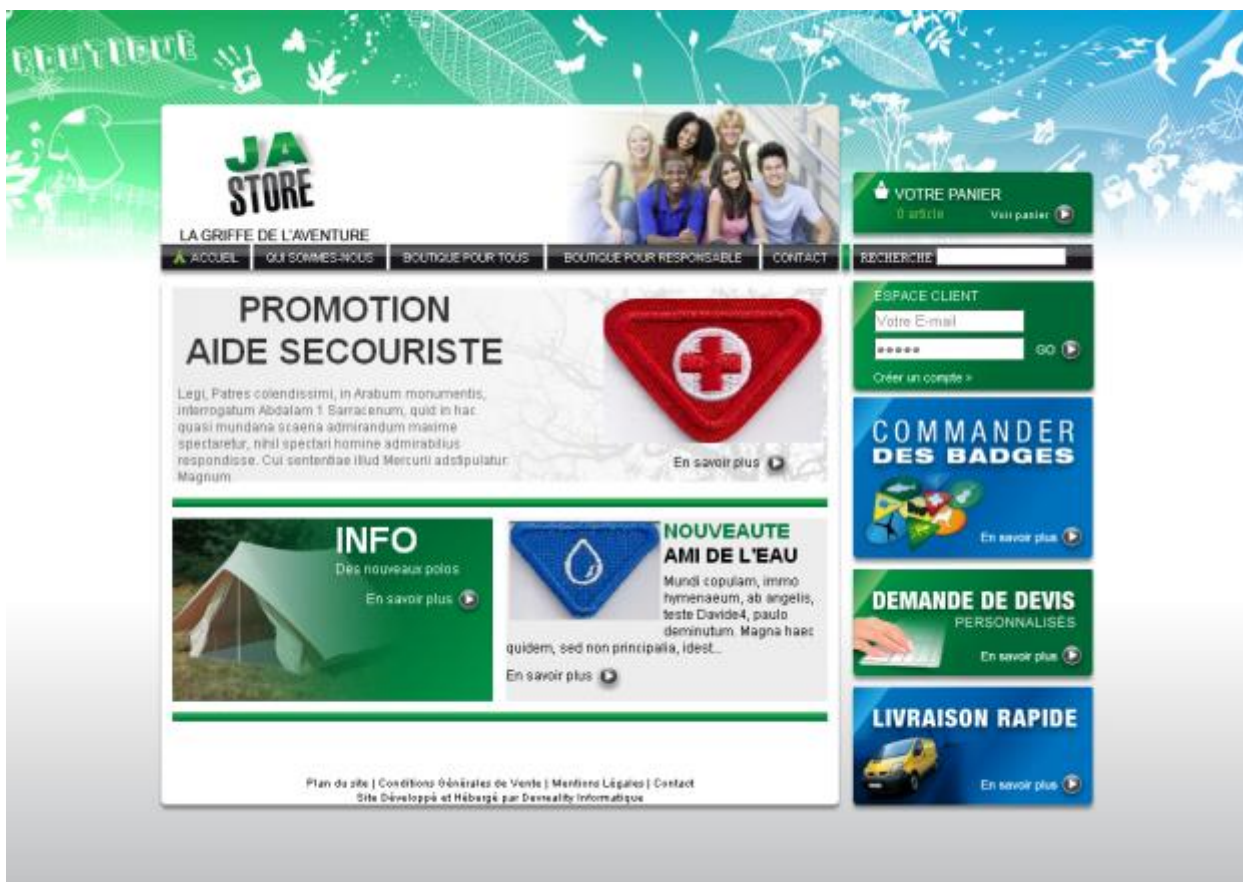 BOUTIQUE
JA
STORE
LA GRIFFE DE L'AVENTURE
VOTRE PANIER
0 article Voir panier
ACCUEIL QUI SOMMES-NOUS BOUTIQUE POUR TOUS BOUTIQUE POUR RESPONSABLE CONTACT RECHERCHE
PROMOTION
AIDE SECOURISTE
Legi, Patres colendissimi, in Arabum monumentis,
interrogatum Abdalam 1 Sarracenum, quid in hac
quasi mundana scaena admirandum maxime
spectaretur, nihil spectari homine admirabilius
respondisse. Cui sententiae illud Mercurii adstipulatur:
Magnum
En savoir plus
ESPACE CLIENT
Votre E-mail
GO
Créer un compte »
COMMANDER
DES BADGES
En savoir plus
INFO
Des nouveaux polos
En savoir plus
NOUVEAUTE
AMI DE L'EAU
Mundi copulam, immo
hymenaeum, ab angelis,
teste Davide4, paulo
deminutum. Magna haec
quidem, sed non principalia, idest...
En savoir plus
DEMANDE DE DEVIS
PERSONNALISÉS
En savoir plus
LIVRAISON RAPIDE
En savoir plus
Plan du site | Conditions Générales de Vente | Mentions Légales | Contact
Site Développé et Hébergé par Devreality Informatique